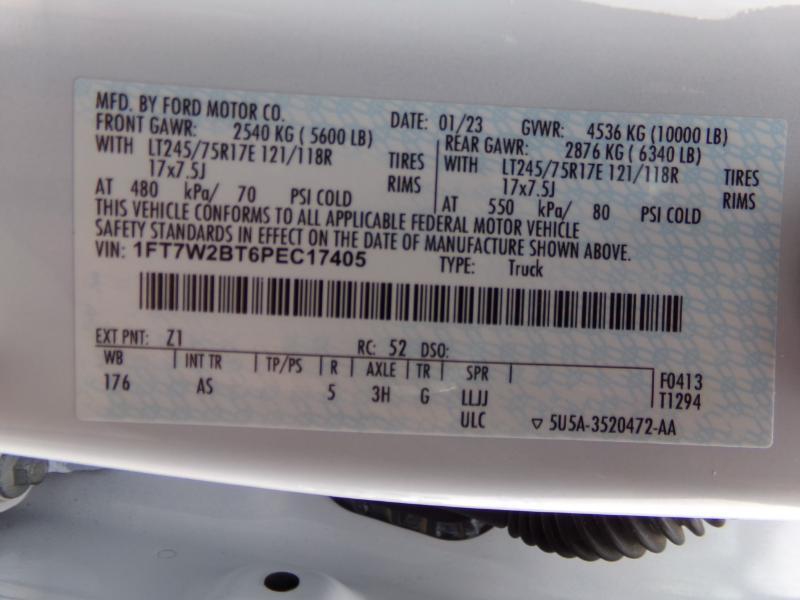 MFD. BY FORD MOTOR CO.
DATE: 01/23 GVWR: 4536 KG (10000 LB)
FRONT GAWR: 2540 KG ( 5600 LB)
WITH LT245/75R17E 121/118R TIRES
17x7.5J RIMS
AT 480 kPa/ 70 PSI COLD
REAR GAWR: 2876 KG ( 6340 LB)
WITH LT245/75R17E 121/118R TIRES
17x7.5J RIMS
AT 550 kPa/ 80 PSI COLD
THIS VEHICLE CONFORMS TO ALL APPLICABLE FEDERAL MOTOR VEHICLE
SAFETY STANDARDS IN EFFECT ON THE DATE OF MANUFACTURE SHOWN ABOVE.
VIN: 1FT7W2BT6PEC17405 TYPE: Truck
EXT PNT: Z1 RC: 52 DSO:
WB INT TR TP/PS R AXLE TR SPR
176 AS 5 3H G LLJJ
ULC
F0413
T1294
▽ 5U5A-3520472-AA